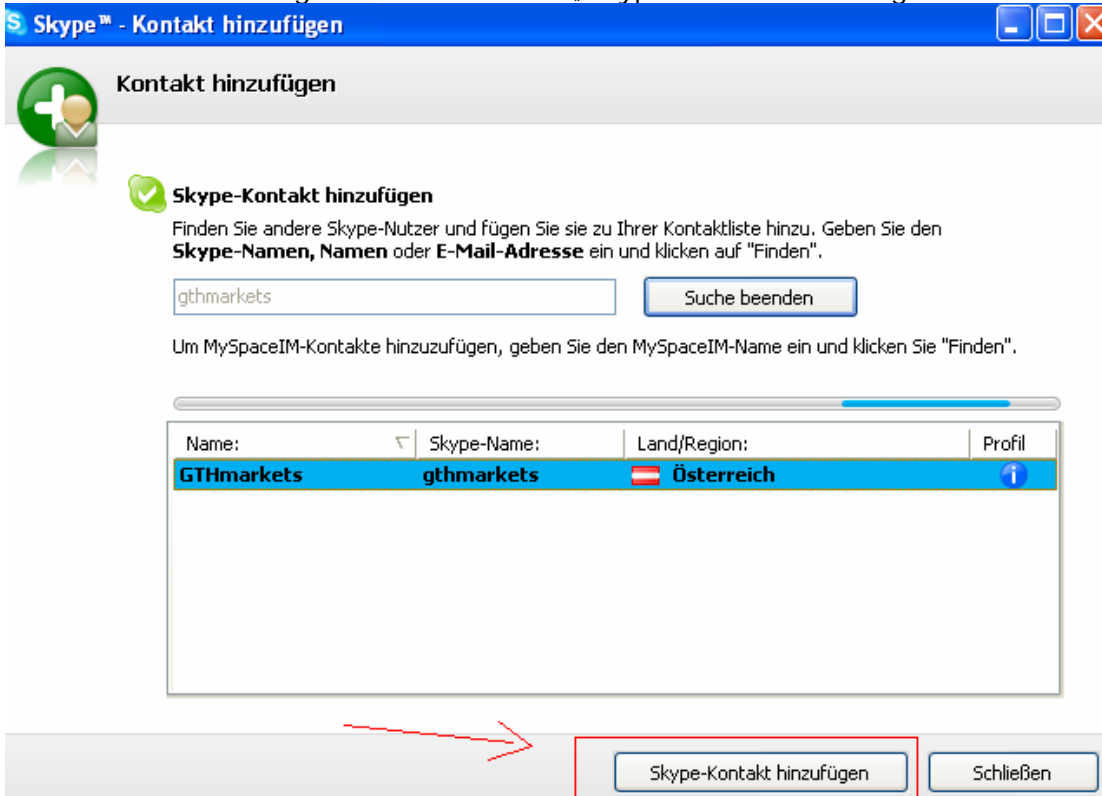 Skype™ - Kontakt hinzufügen
Kontakt hinzufügen
Skype-Kontakt hinzufügen
Finden Sie andere Skype-Nutzer und fügen Sie sie zu Ihrer Kontaktliste hinzu. Geben Sie den
Skype-Namen, Namen oder E-Mail-Adresse ein und klicken auf "Finden".
gthmarkets Suche beenden
Um MySpaceIM-Kontakte hinzuzufügen, geben Sie den MySpaceIM-Name ein und klicken Sie "Finden".
Name: Skype-Name: Land/Region: Profil
GTHmarkets gthmarkets Österreich
Skype-Kontakt hinzufügen Schließen